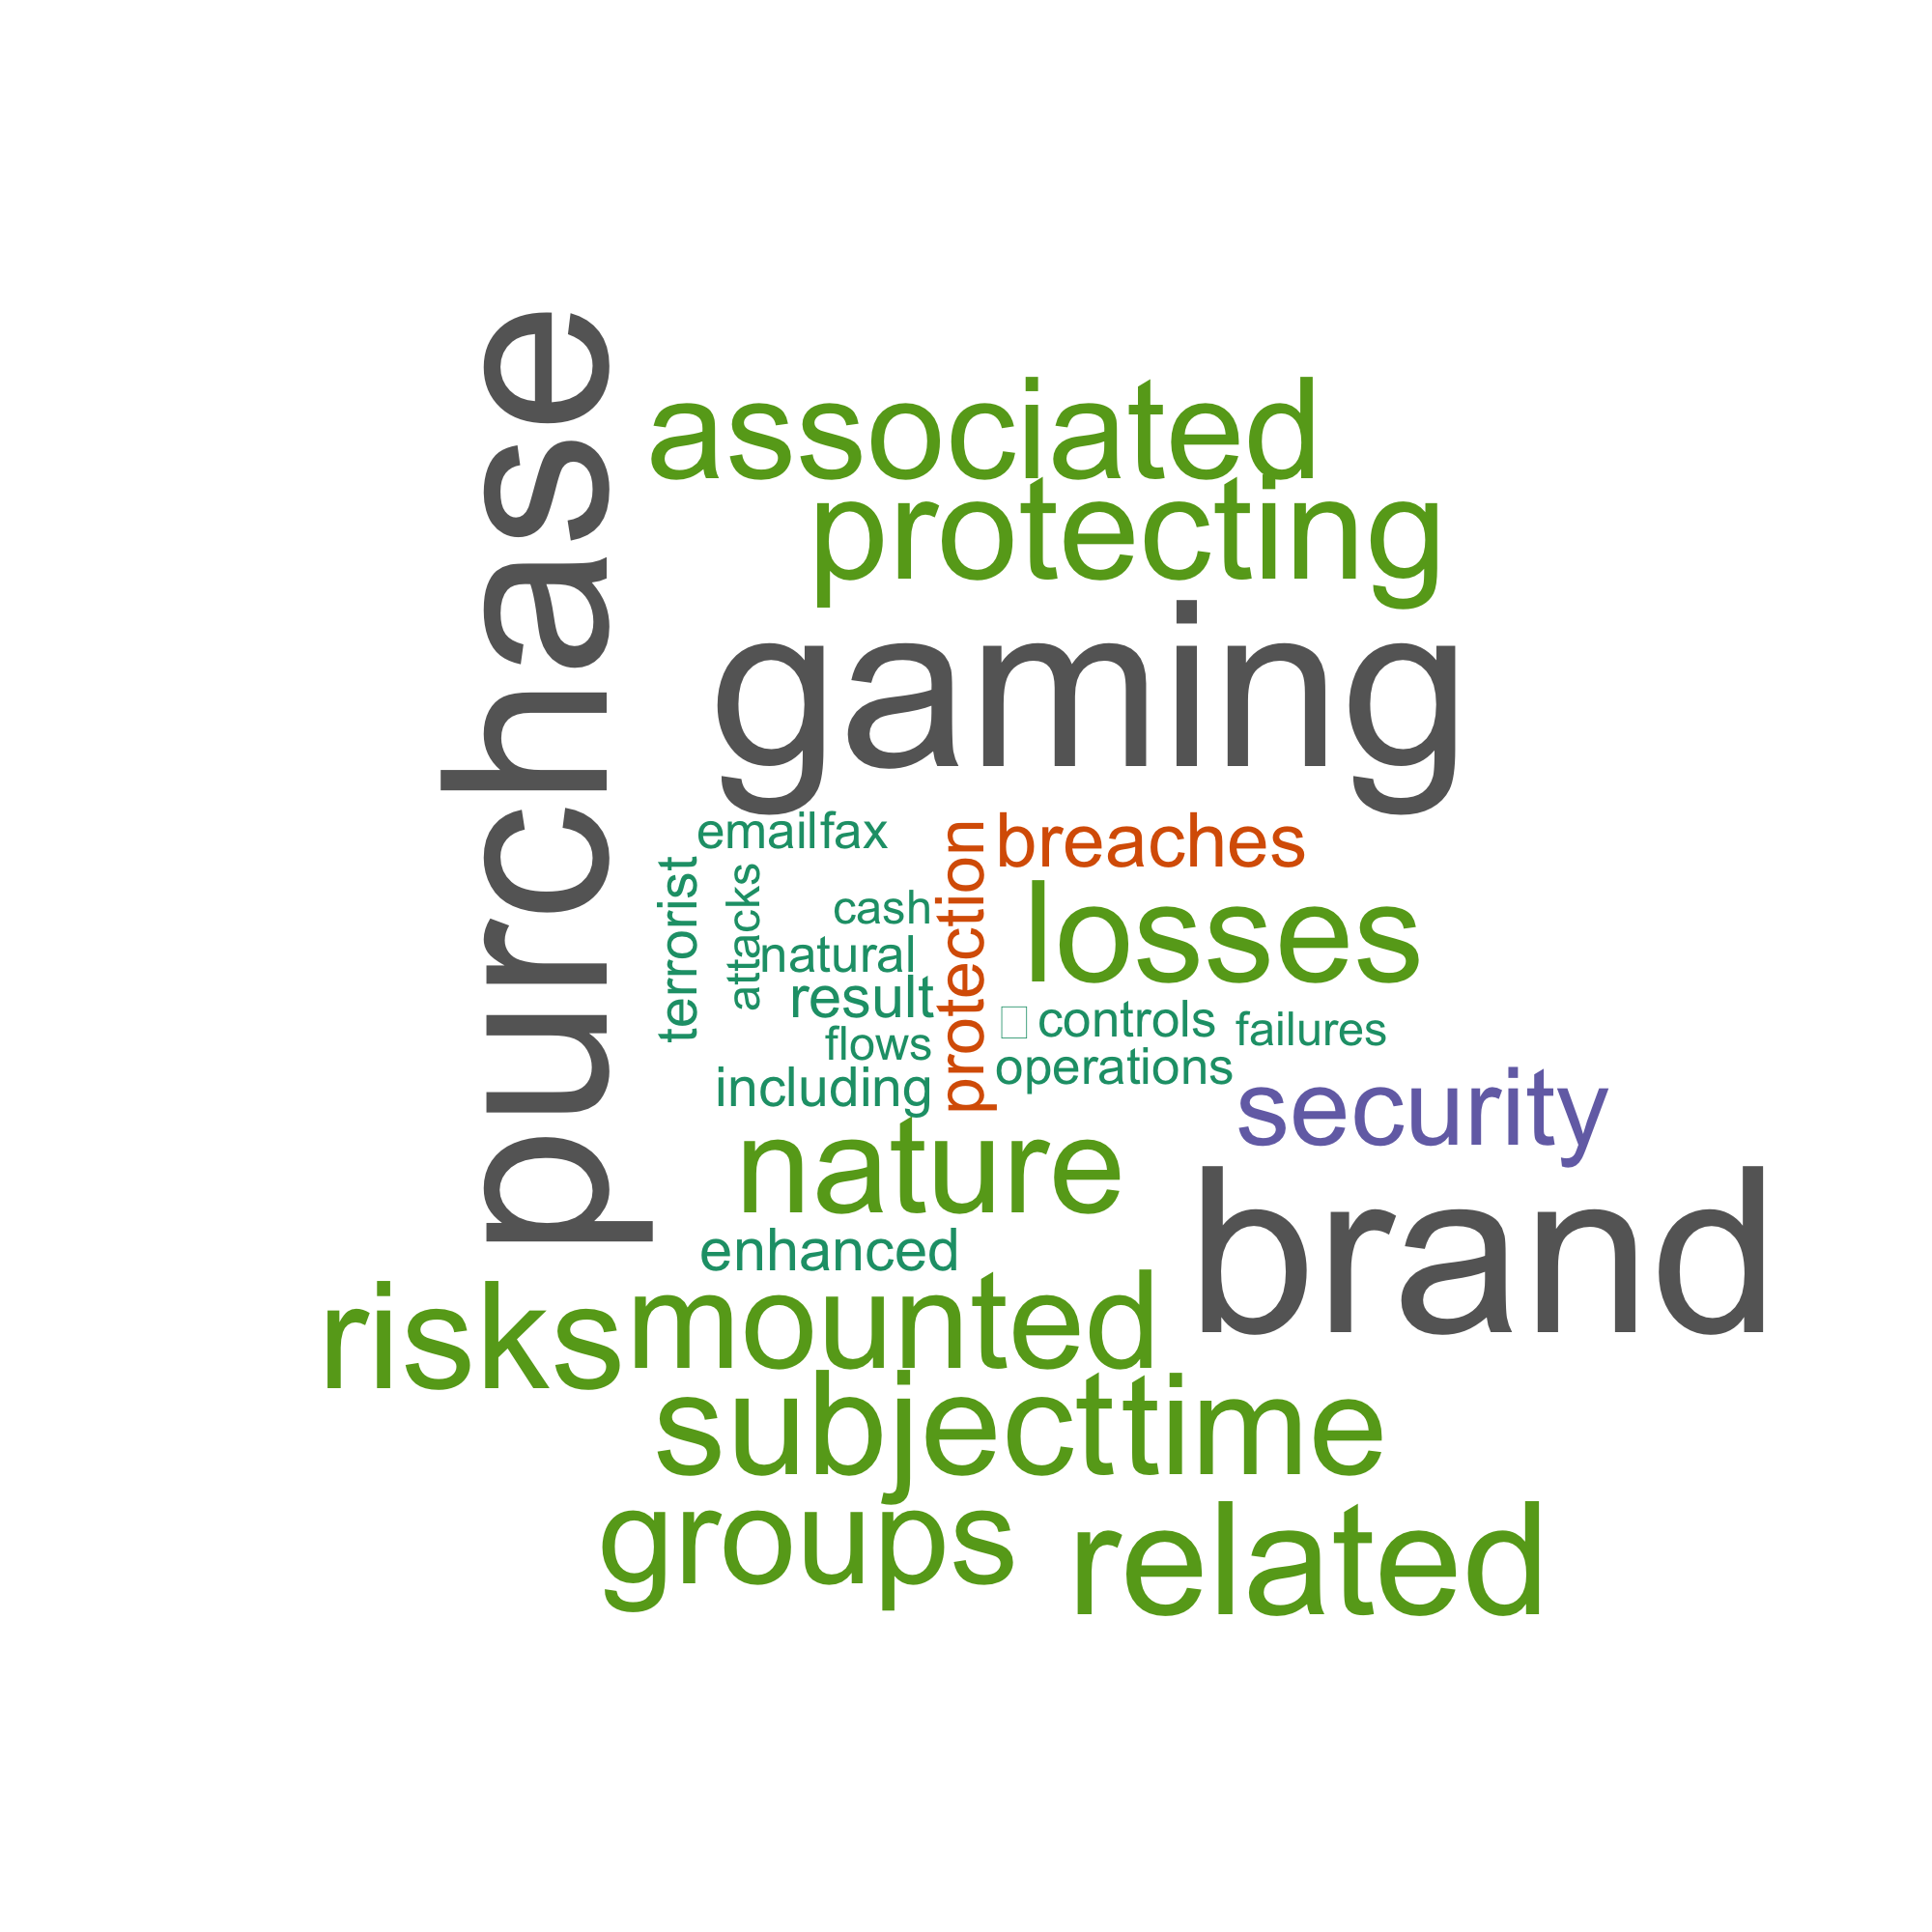 purchase
associated
protecting
gaming
emailfax
breaches
terrorist
attacks
cash
protection
losses
natural
result
controls
failures
flows
operations
including
security
nature
brand
enhanced
risks
mounted
subject
time
groups
related